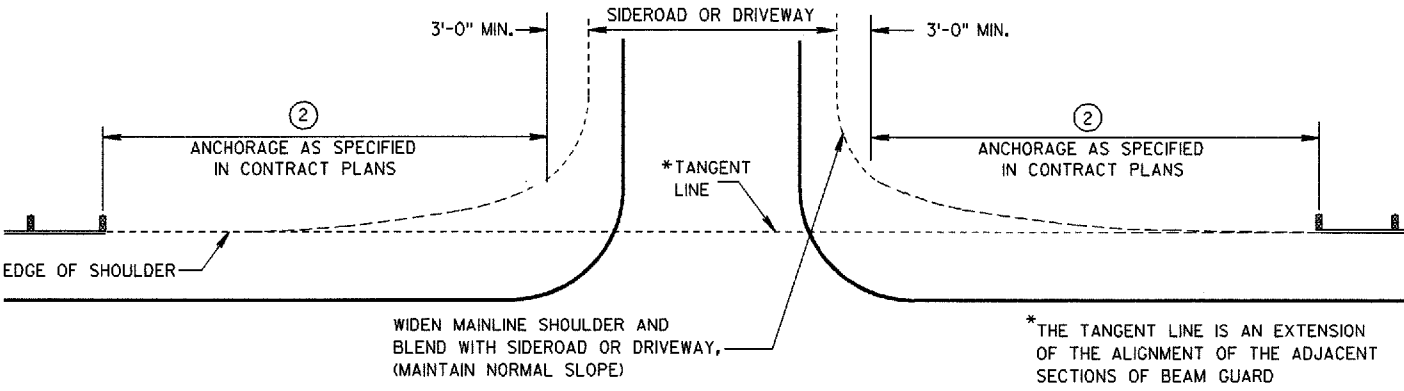 SIDEROAD OR DRIVEWAY
3'-0" MIN.
3'-0" MIN.
2
ANCHORAGE AS SPECIFIED
IN CONTRACT PLANS
2
ANCHORAGE AS SPECIFIED
IN CONTRACT PLANS
*TANGENT
LINE
EDGE OF SHOULDER
WIDEN MAINLINE SHOULDER AND
BLEND WITH SIDEROAD OR DRIVEWAY,
(MAINTAIN NORMAL SLOPE)
*THE TANGENT LINE IS AN EXTENSION
OF THE ALIGNMENT OF THE ADJACENT
SECTIONS OF BEAM GUARD